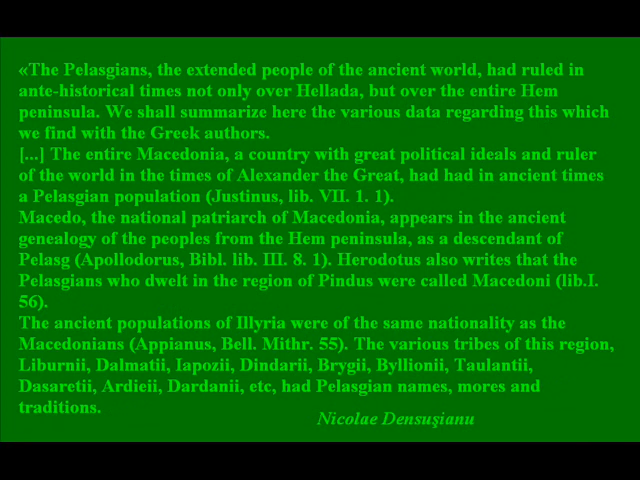 «The Pelasgians, the extended people of the ancient world, had ruled in
ante-historical times not only over Hellada, but over the entire Hem
peninsula. We shall summarize here the various data regarding this which
we find with the Greek authors.
[...] The entire Macedonia, a country with great political ideals and ruler
of the world in the times of Alexander the Great, had had in ancient times
a Pelasgian population (Justinus, lib. VII. 1. 1).
Macedo, the national patriarch of Macedonia, appears in the ancient
genealogy of the peoples from the Hem peninsula, as a descendant of
Pelasg (Apollodorus, Bibl. lib. III. 8. 1). Herodotus also writes that the
Pelasgians who dwelt in the region of Pindus were called Macedoni (lib.I.
56).
The ancient populations of Illyria were of the same nationality as the
Macedonians (Appianus, Bell. Mithr. 55). The various tribes of this region,
Liburnii, Dalmatii, Iapozii, Dindarii, Brygii, Byllionii, Taulantii,
Dasaretii, Ardieii, Dardanii, etc, had Pelasgian names, mores and
traditions.
Nicolae Densuşianu